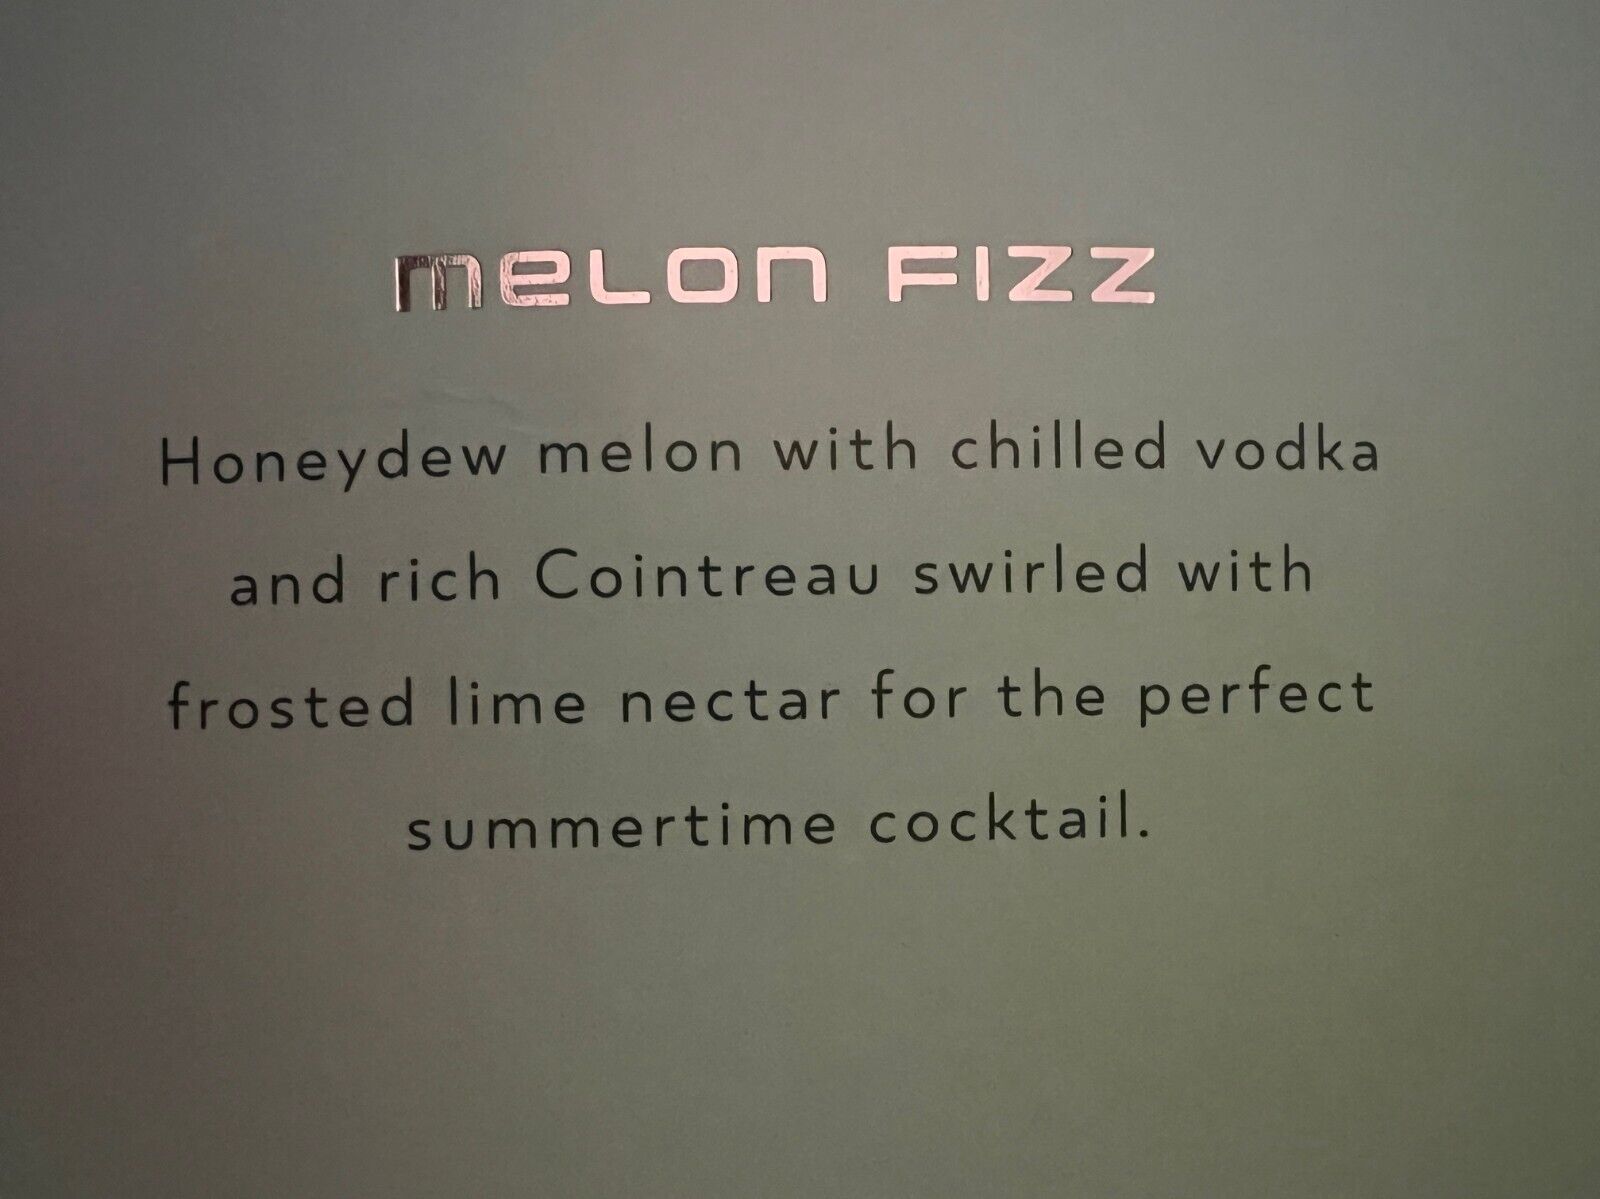 MELON FIZZ
Honeydew melon with chilled vodka
and rich Cointreau swirled with
frosted lime nectar for the perfect
summertime cocktail.